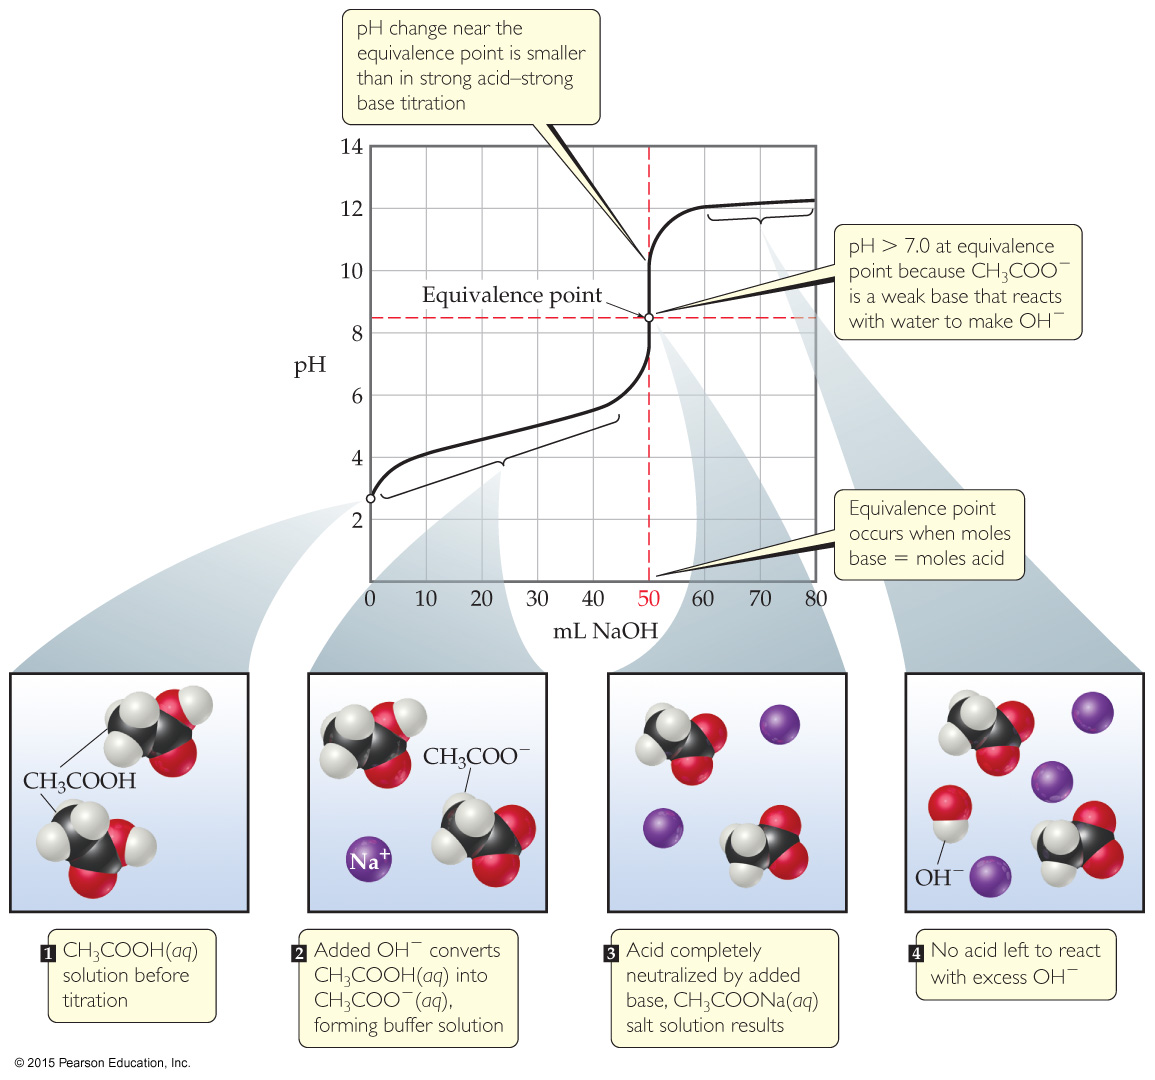 pH change near the
equivalence point is smaller
than in strong acid–strong
base titration
14
12
10
8
6
4
2
pH
Equivalence point
pH > 7.0 at equivalence
point because CH₃COO⁻
is a weak base that reacts
with water to make OH⁻
Equivalence point
occurs when moles
base = moles acid
0 10 20 30 40 50 60 70 80
mL NaOH
CH₃COOH
CH₃COO⁻
Na⁺
OH⁻
1 CH₃COOH(aq)
solution before
titration
2 Added OH⁻ converts
CH₃COOH(aq) into
CH₃COO⁻(aq),
forming buffer solution
3 Acid completely
neutralized by added
base, CH₃COONa(aq)
salt solution results
4 No acid left to react
with excess OH⁻
© 2015 Pearson Education, Inc.